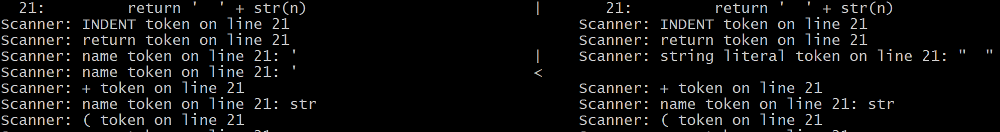 21:        return '  ' + str(n)                         |       21:         return '  ' + str(n)
Scanner: INDENT token on line 21                                Scanner: INDENT token on line 21
Scanner: return token on line 21                                Scanner: return token on line 21
Scanner: name token on line 21: '                          |    Scanner: string literal token on line 21: "  "
Scanner: name token on line 21: '                          <
Scanner: + token on line 21                                     Scanner: + token on line 21
Scanner: name token on line 21: str                             Scanner: name token on line 21: str
Scanner: ( token on line 21                                     Scanner: ( token on line 21